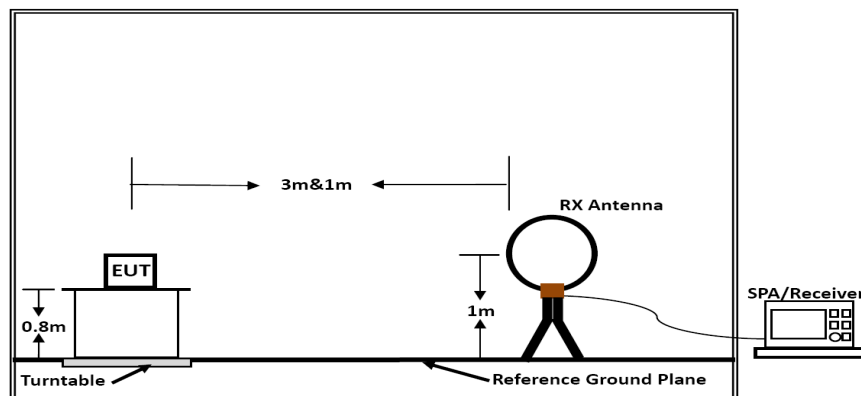 3m&1m
RX Antenna
EUT
SPA/Receiver
0.8m
1m
Turntable
Reference Ground Plane